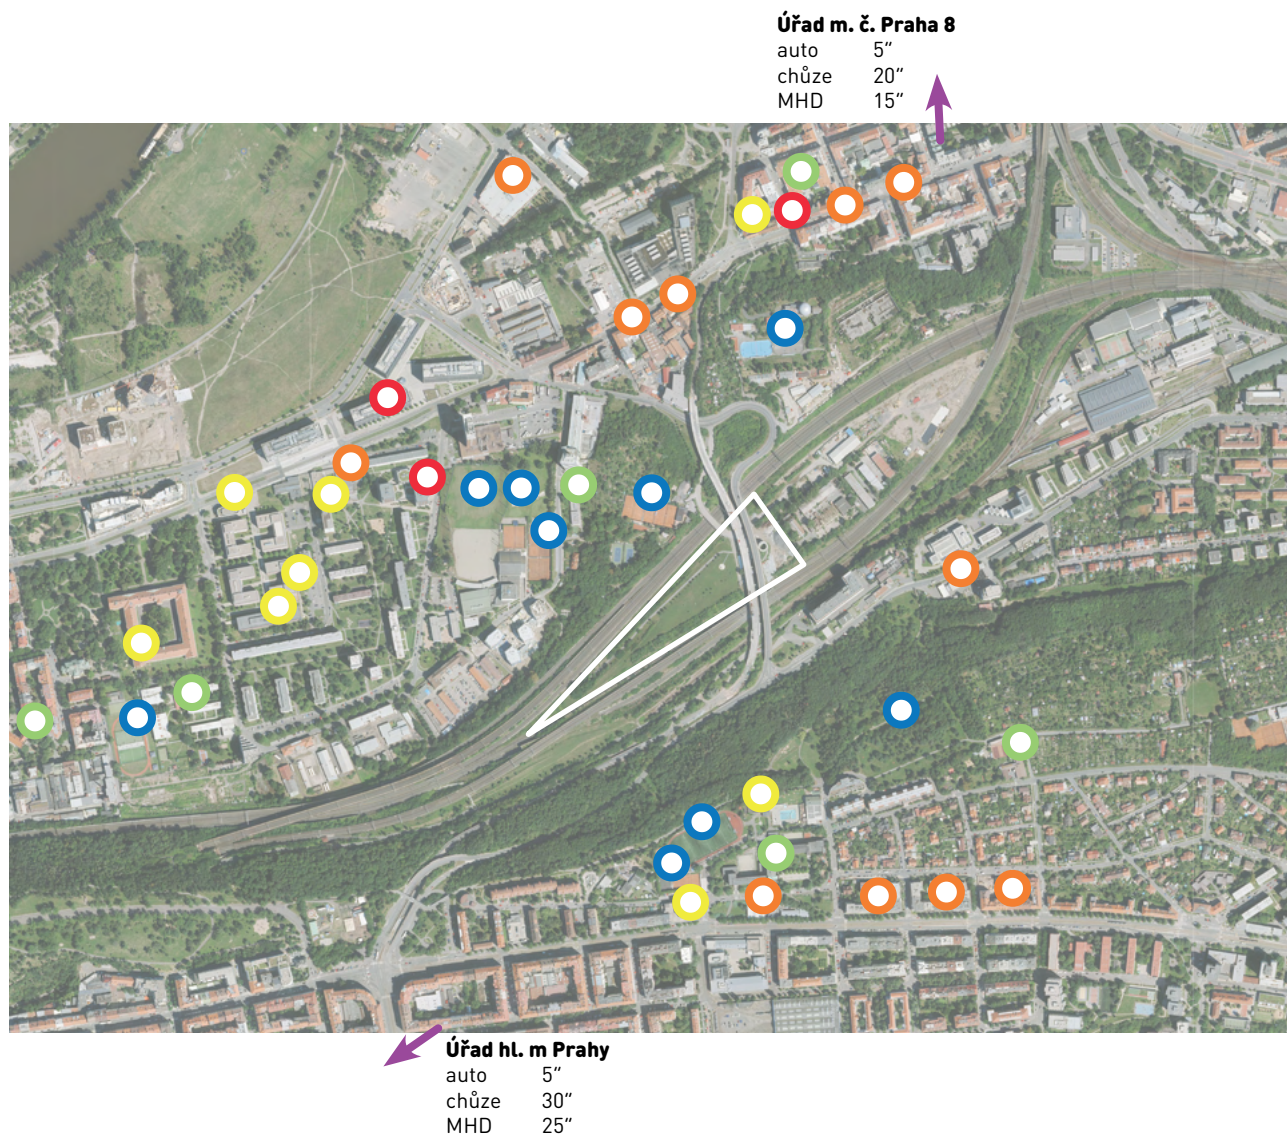 Úřad m. č. Praha 8
auto 5“
chůze 20“
MHD 15“
Úřad hl. m Prahy
auto 5“
chůze 30“
MHD 25“